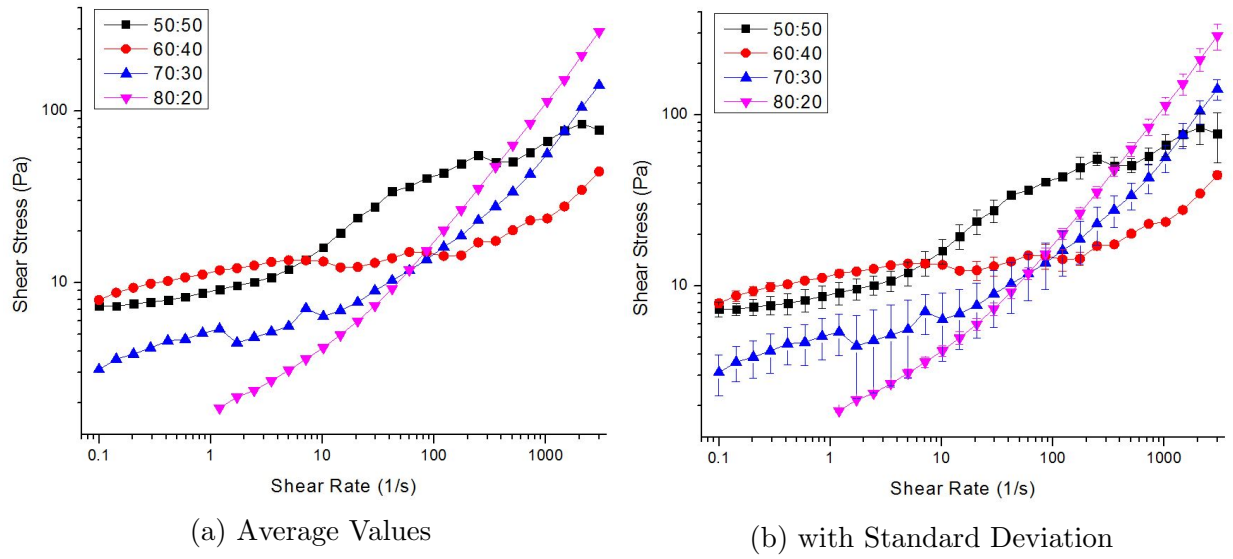 50:50
60:40
70:30
80:20
100
10
Shear Stress (Pa)
0.1 1 10 100 1000
Shear Rate (1/s)
(a) Average Values
50:50
60:40
70:30
80:20
100
10
Shear Stress (Pa)
0.1 1 10 100 1000
Shear Rate (1/s)
(b) with Standard Deviation